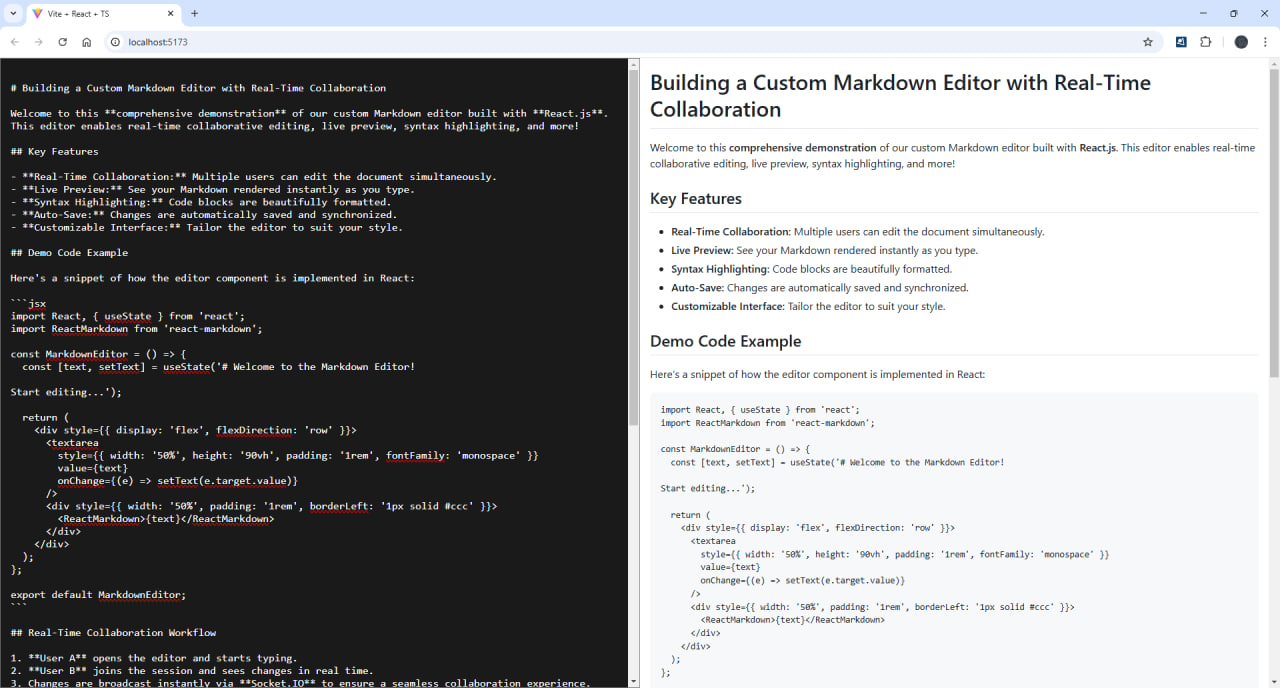 Vite + React + TS
localhost:5173
# Building a Custom Markdown Editor with Real-Time Collaboration
Welcome to this **comprehensive demonstration** of our custom Markdown editor built with **React.js**.
This editor enables real-time collaborative editing, live preview, syntax highlighting, and more!
## Key Features
- **Real-Time Collaboration:** Multiple users can edit the document simultaneously.
- **Live Preview:** See your Markdown rendered instantly as you type.
- **Syntax Highlighting:** Code blocks are beautifully formatted.
- **Auto-Save:** Changes are automatically saved and synchronized.
- **Customizable Interface:** Tailor the editor to suit your style.
## Demo Code Example
Here's a snippet of how the editor component is implemented in React:
```jsx
import React, { useState } from 'react';
import ReactMarkdown from 'react-markdown';
const MarkdownEditor = () => {
  const [text, setText] = useState('# Welcome to the Markdown Editor!
Start editing...');
  return (
    <div style={{ display: 'flex', flexDirection: 'row' }}>
      <textarea
        style={{ width: '50%', height: '90vh', padding: '1rem', fontFamily: 'monospace' }}
        value={text}
        onChange={(e) => setText(e.target.value)}
      />
      <div style={{ width: '50%', padding: '1rem', borderLeft: '1px solid #ccc' }}>
        <ReactMarkdown>{text}</ReactMarkdown>
      </div>
    </div>
  );
};
export default MarkdownEditor;
```
## Real-Time Collaboration Workflow
1. **User A** opens the editor and starts typing.
2. **User B** joins the session and sees changes in real time.
3. Changes are broadcast instantly via **Socket.IO** to ensure a seamless collaboration experience.
Building a Custom Markdown Editor with Real-Time
Collaboration
Welcome to this comprehensive demonstration of our custom Markdown editor built with React.js. This editor enables real-time
collaborative editing, live preview, syntax highlighting, and more!
Key Features
• Real-Time Collaboration: Multiple users can edit the document simultaneously.
• Live Preview: See your Markdown rendered instantly as you type.
• Syntax Highlighting: Code blocks are beautifully formatted.
• Auto-Save: Changes are automatically saved and synchronized.
• Customizable Interface: Tailor the editor to suit your style.
Demo Code Example
Here's a snippet of how the editor component is implemented in React:
import React, { useState } from 'react';
import ReactMarkdown from 'react-markdown';
const MarkdownEditor = () => {
  const [text, setText] = useState('# Welcome to the Markdown Editor!
Start editing...');
  return (
    <div style={{ display: 'flex', flexDirection: 'row' }}>
      <textarea
        style={{ width: '50%', height: '90vh', padding: '1rem', fontFamily: 'monospace' }}
        value={text}
        onChange={(e) => setText(e.target.value)}
      />
      <div style={{ width: '50%', padding: '1rem', borderLeft: '1px solid #ccc' }}>
        <ReactMarkdown>{text}</ReactMarkdown>
      </div>
    </div>
  );
};